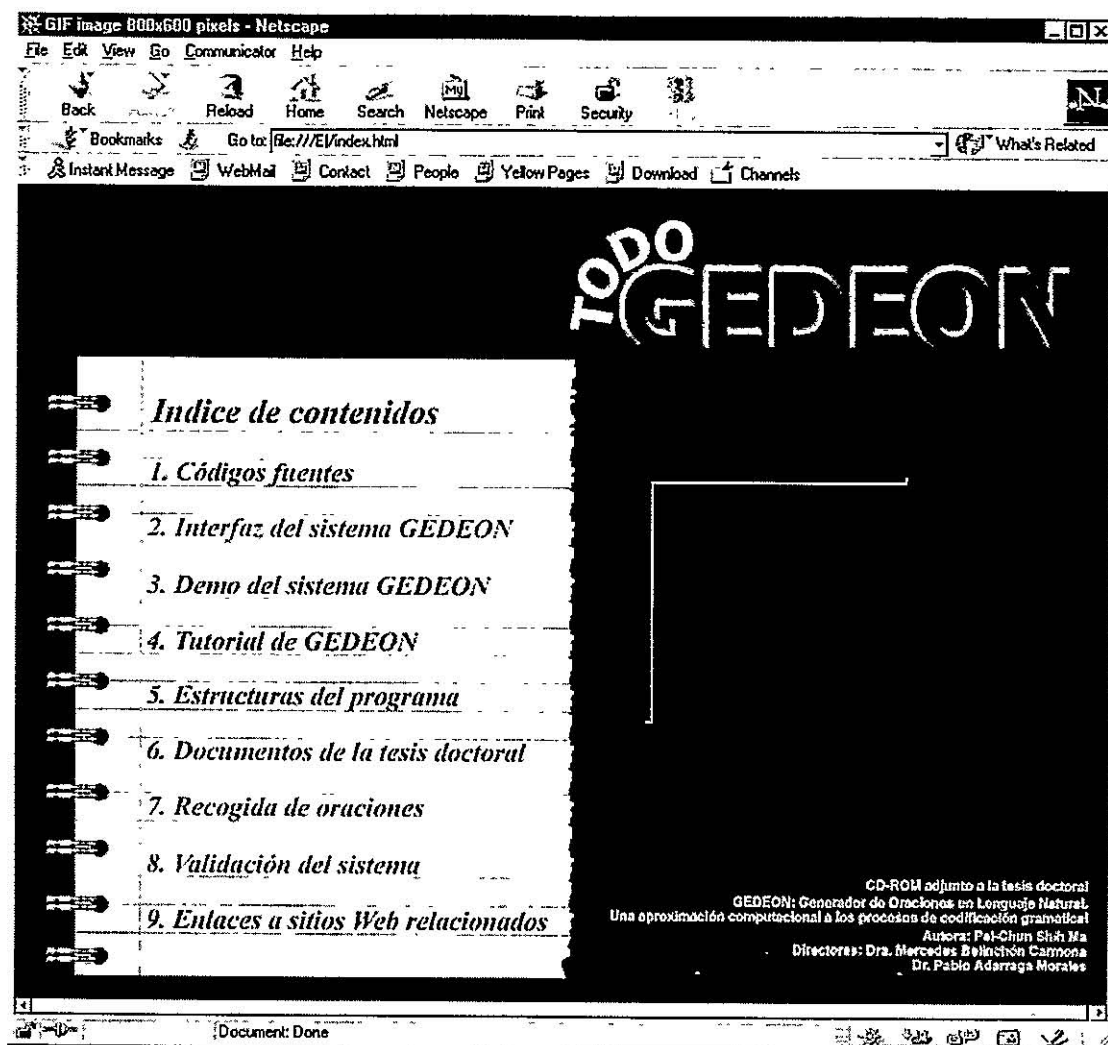 GIF image 800x600 pixels - Netscape
File Edit View Go Communicator Help
Back Reload Home Search Netscape Print Security
Bookmarks Go to: file:///E|/index.html What's Related
Instant Message WebMail Contact People Yellow Pages Download Channels
TODO
GEDEON
Indice de contenidos
1. Códigos fuentes
2. Interfaz del sistema GEDEON
3. Demo del sistema GEDEON
4. Tutorial de GEDEON
5. Estructuras del programa
6. Documentos de la tesis doctoral
7. Recogida de oraciones
8. Validación del sistema
9. Enlaces a sitios Web relacionados
CD-ROM adjunto a la tesis doctoral
GEDEON: Generador de Oraciones en Lenguaje Natural.
Una aproximación computacional a los procesos de codificación gramatical
Autora: Pei-Chun Shih Ma
Directores: Dra. Mercedes Belinchón Carmona
Dr. Pablo Adarraga Morales
Document: Done